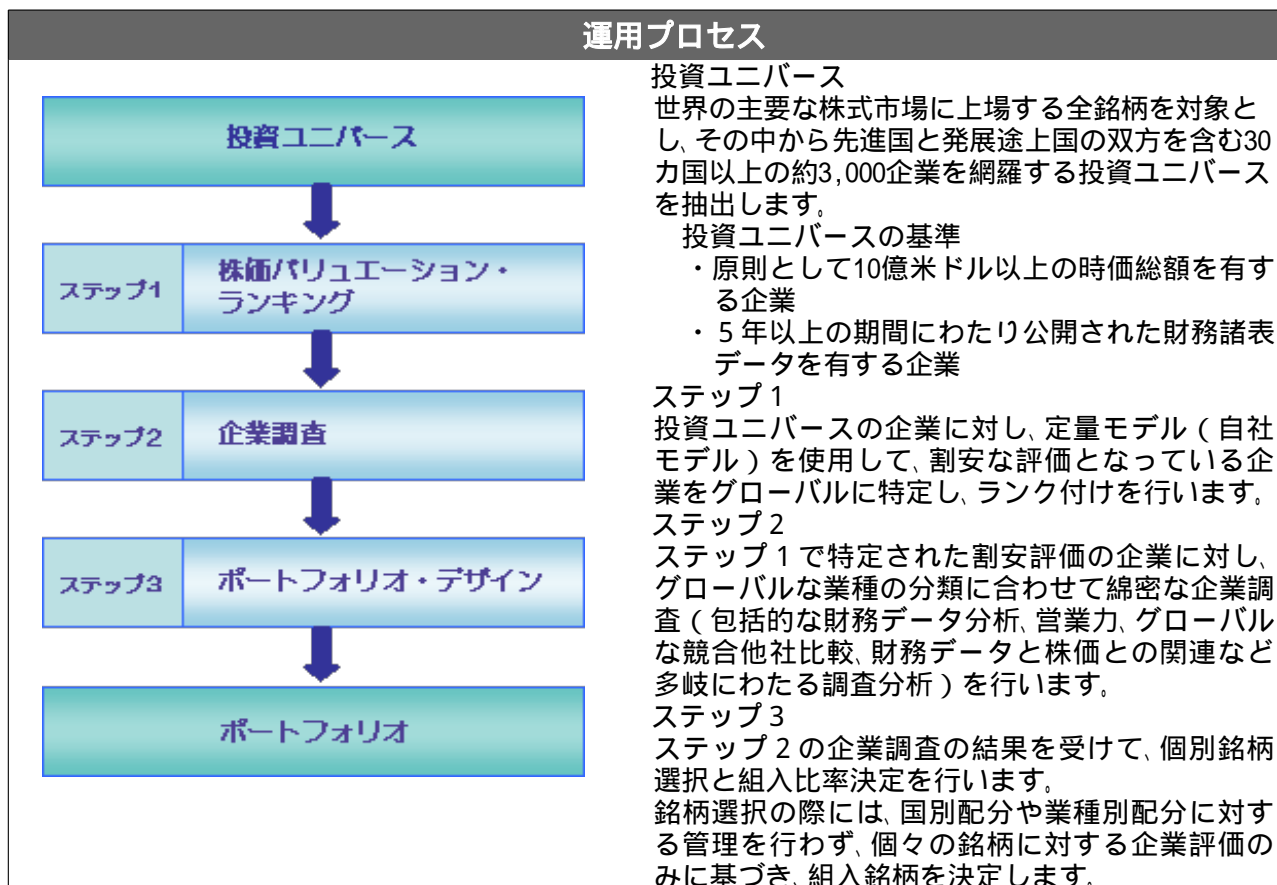 運用プロセス
投資ユニバース
ステップ1
株価バリュエーション・
ランキング
ステップ2
企業調査
ステップ3
ポートフォリオ・デザイン
ポートフォリオ
投資ユニバース
世界の主要な株式市場に上場する全銘柄を対象と
し、その中から先進国と発展途上国の双方を含む30
カ国以上の約3,000企業を網羅する投資ユニバース
を抽出します。
投資ユニバースの基準
・原則として10億米ドル以上の時価総額を有す
る企業
・５年以上の期間にわたり公開された財務諸表
データを有する企業
ステップ１
投資ユニバースの企業に対し、定量モデル（自社
モデル）を使用して、割安な評価となっている企
業をグローバルに特定し、ランク付けを行います。
ステップ２
ステップ１で特定された割安評価の企業に対し、
グローバルな業種の分類に合わせて綿密な企業調
査（包括的な財務データ分析、営業力、グローバル
な競合他社比較、財務データと株価との関連など
多岐にわたる調査分析）を行います。
ステップ３
ステップ２の企業調査の結果を受けて、個別銘柄
選択と組入比率決定を行います。
銘柄選択の際には、国別配分や業種別配分に対す
る管理を行わず、個々の銘柄に対する企業評価の
みに基づき、組入銘柄を決定します。